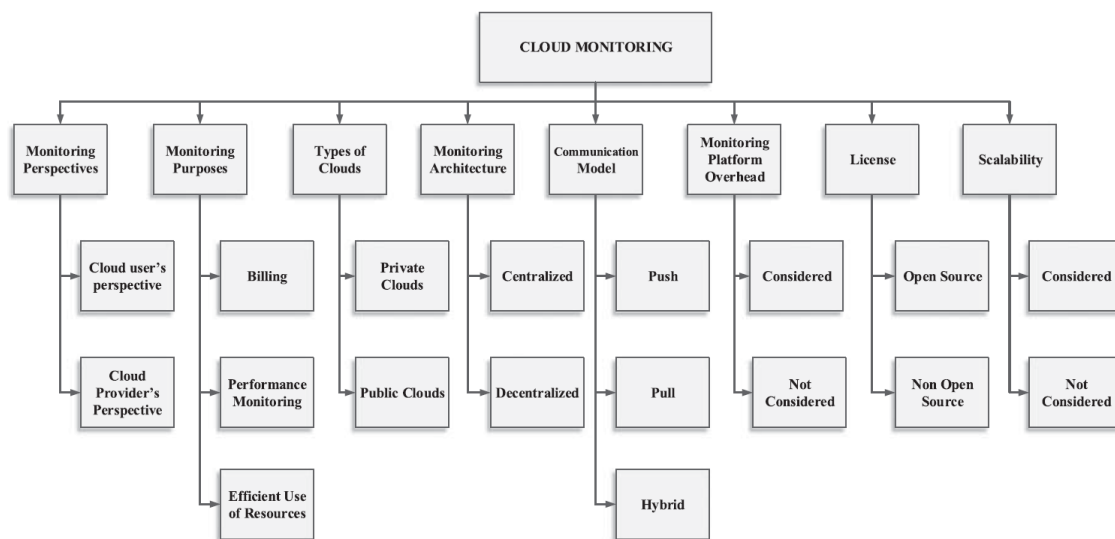 CLOUD MONITORING
Monitoring
Perspectives
Monitoring
Purposes
Types of
Clouds
Monitoring
Architecture
Communication
Model
Monitoring
Platform
Overhead
License
Scalability
Cloud user's
perspective
Billing
Private
Clouds
Centralized
Push
Considered
Open Source
Considered
Cloud
Provider's
Perspective
Performance
Monitoring
Public Clouds
Decentralized
Pull
Not
Considered
Non Open
Source
Not
Considered
Efficient Use
of Resources
Hybrid